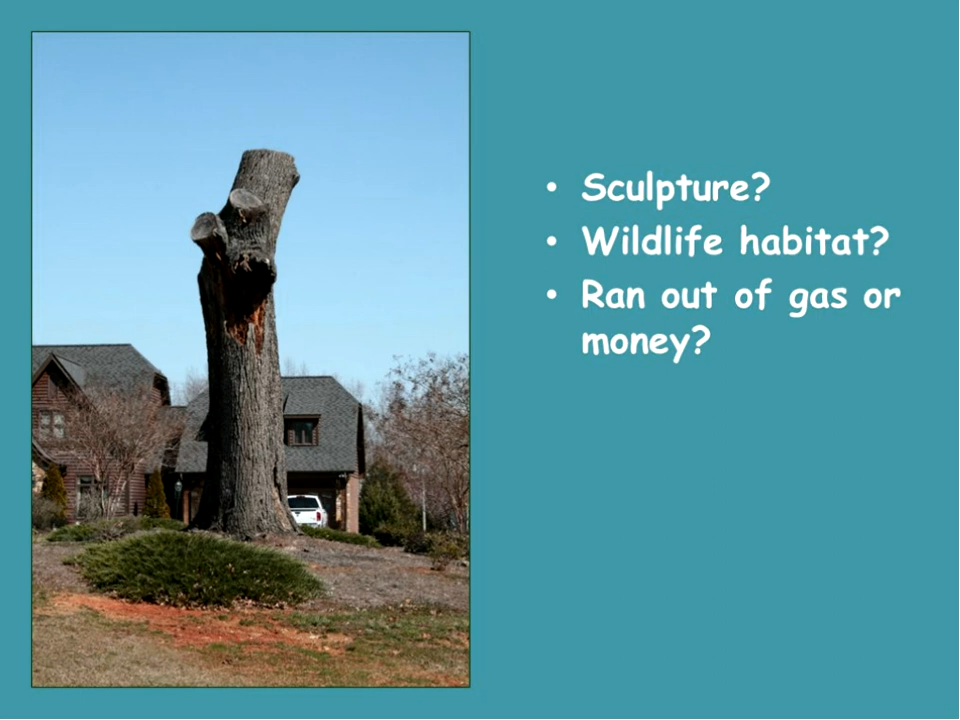 • Sculpture?
• Wildlife habitat?
• Ran out of gas or
money?